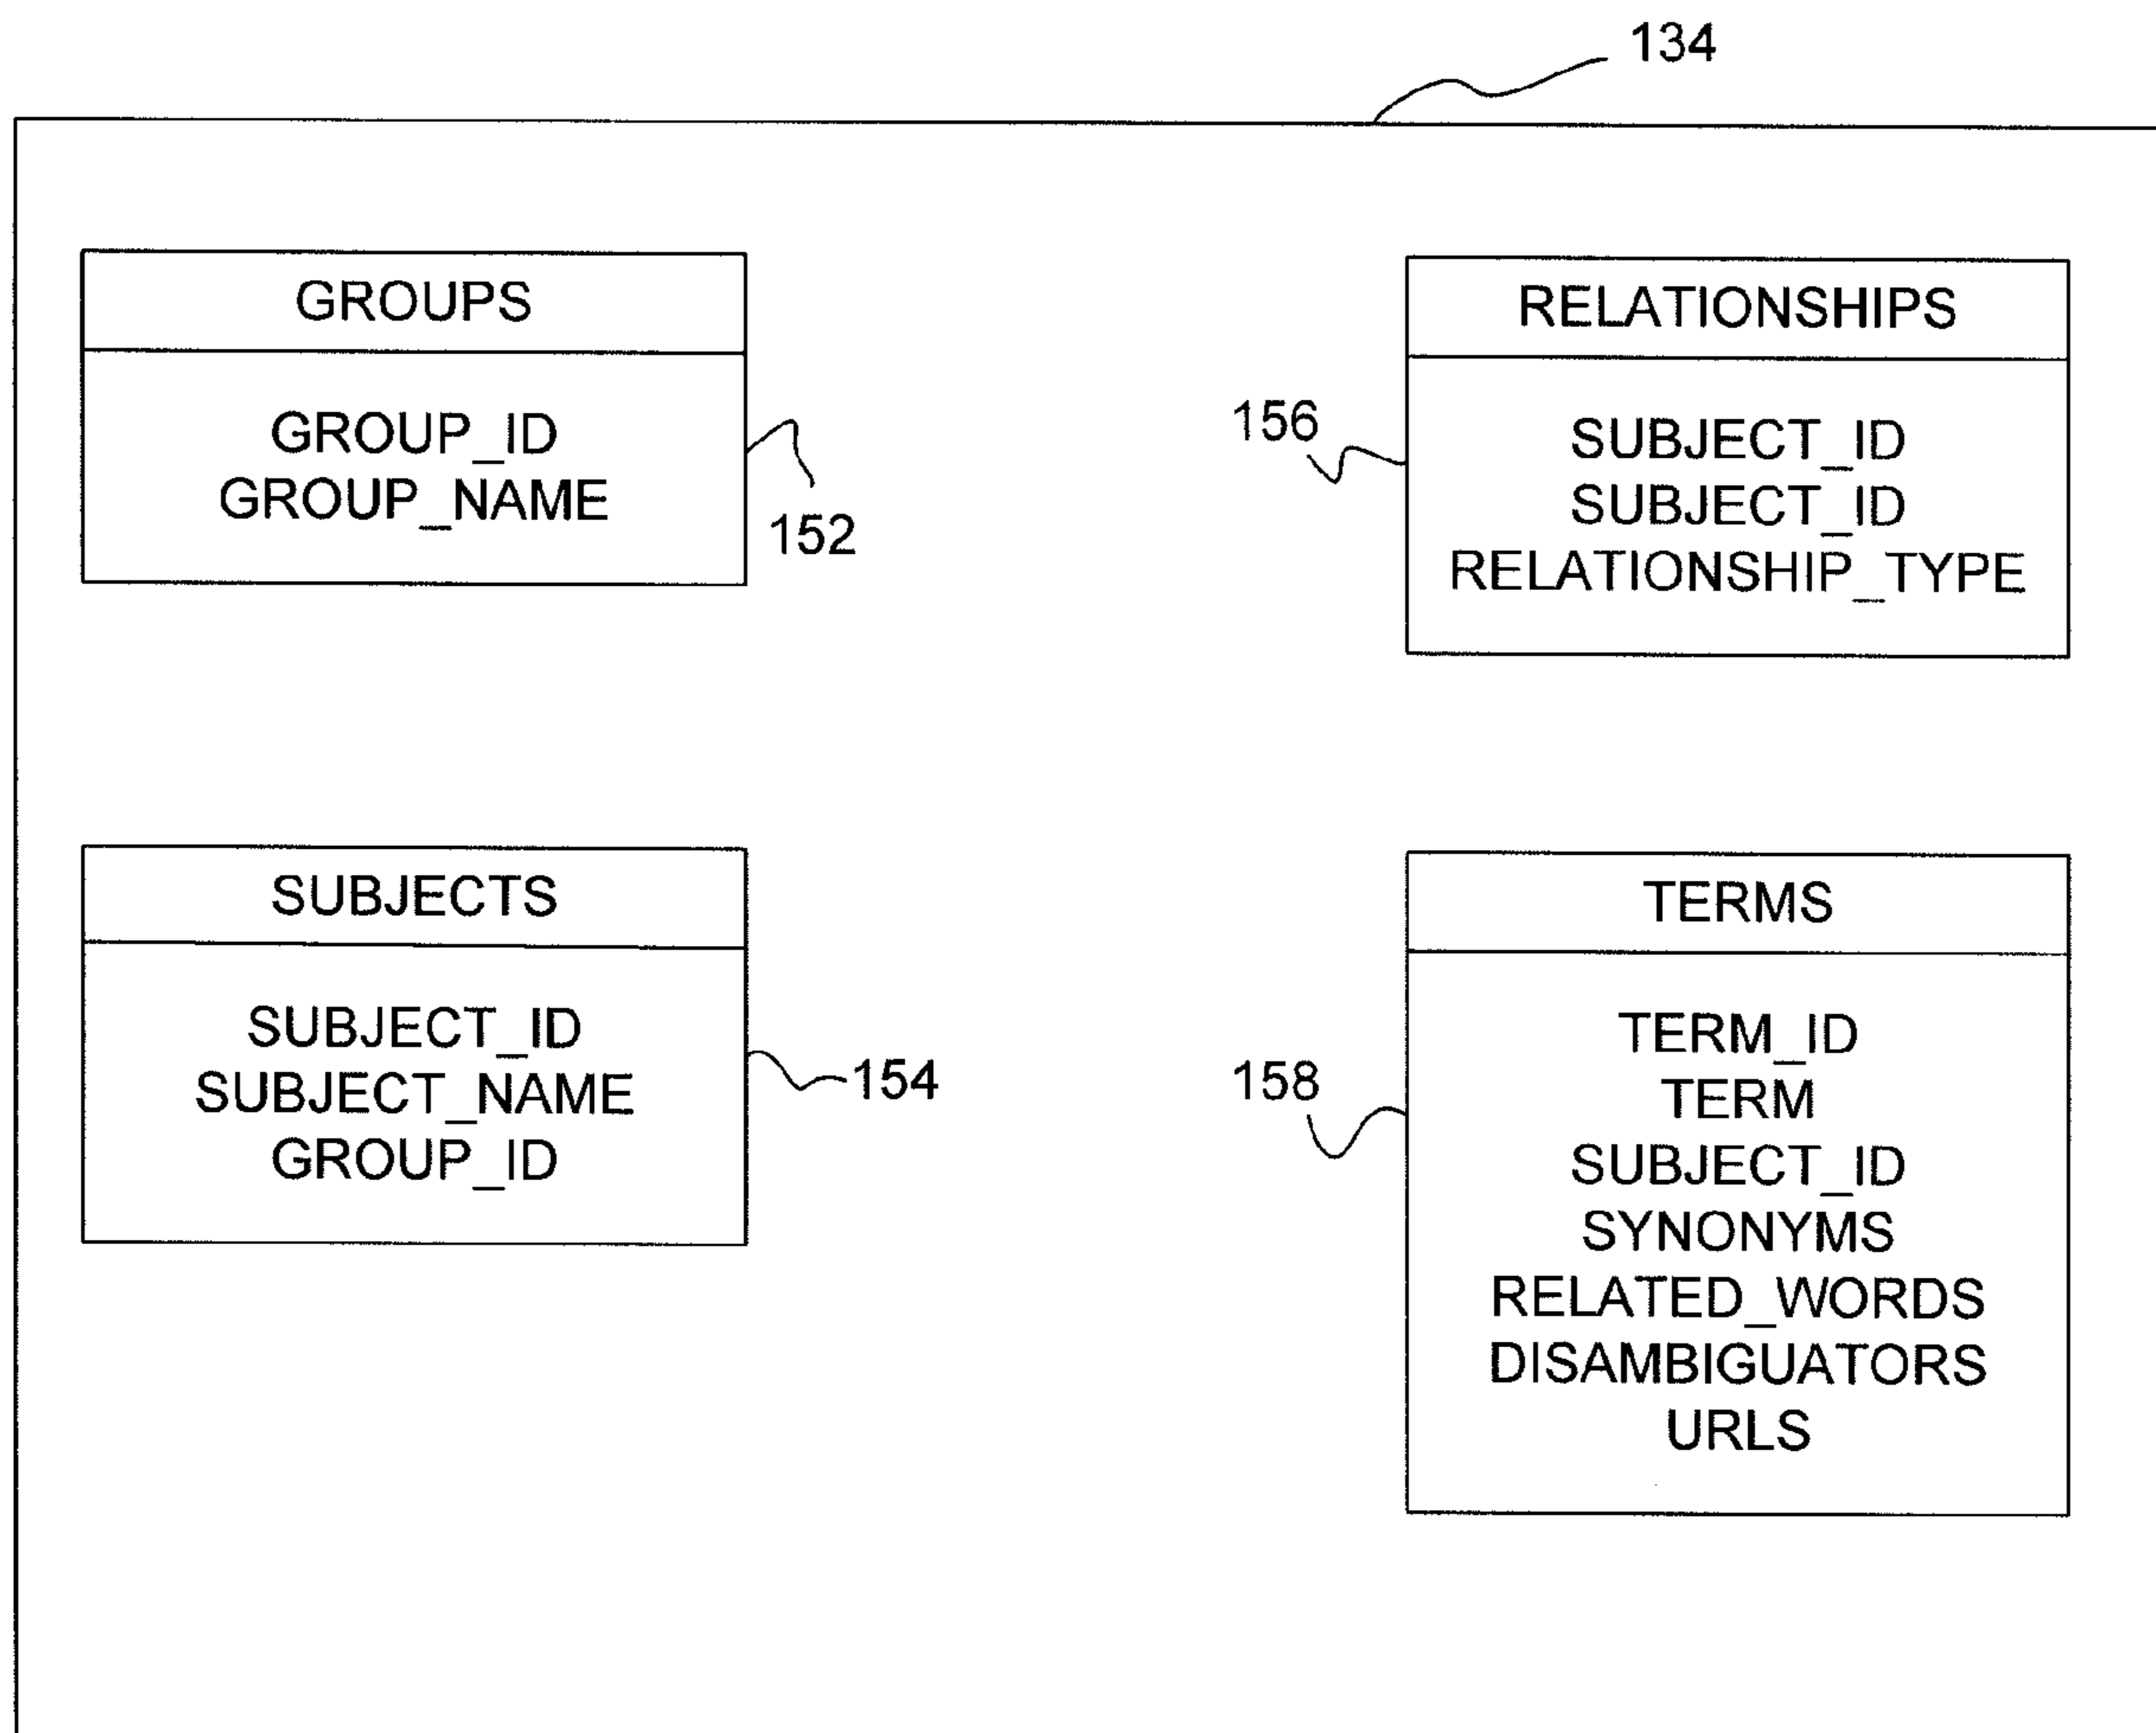 134
GROUPS
GROUP_ID
GROUP_NAME
152
RELATIONSHIPS
156
SUBJECT_ID
SUBJECT_ID
RELATIONSHIP_TYPE
SUBJECTS
SUBJECT_ID
SUBJECT_NAME
GROUP_ID
154
TERMS
158
TERM_ID
TERM
SUBJECT_ID
SYNONYMS
RELATED_WORDS
DISAMBIGUATORS
URLS